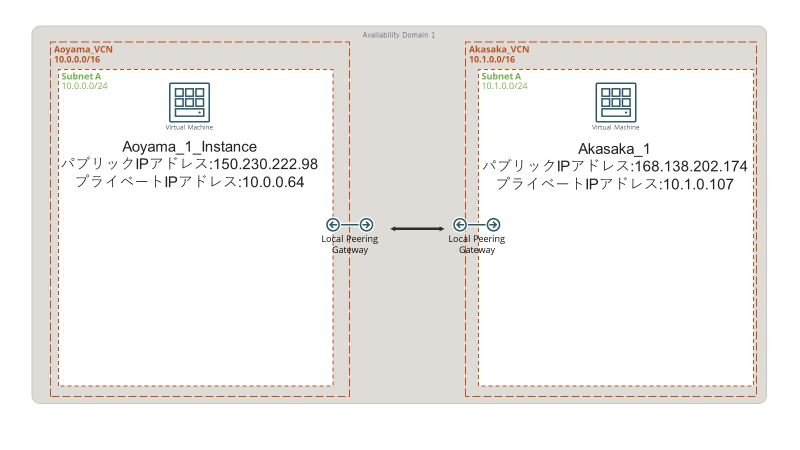 Availability Domain 1
Aoyama_VCN
10.0.0.0/16
Subnet A
10.0.0.0/24
Virtual Machine
Aoyama_1_Instance
パブリックIPアドレス:150.230.222.98
プライベートIPアドレス:10.0.0.64
Local Peering
Gateway
Akasaka_VCN
10.1.0.0/16
Subnet A
10.1.0.0/24
Virtual Machine
Akasaka_1
パブリックIPアドレス:168.138.202.174
プライベートIPアドレス:10.1.0.107
Local Peering
Gateway